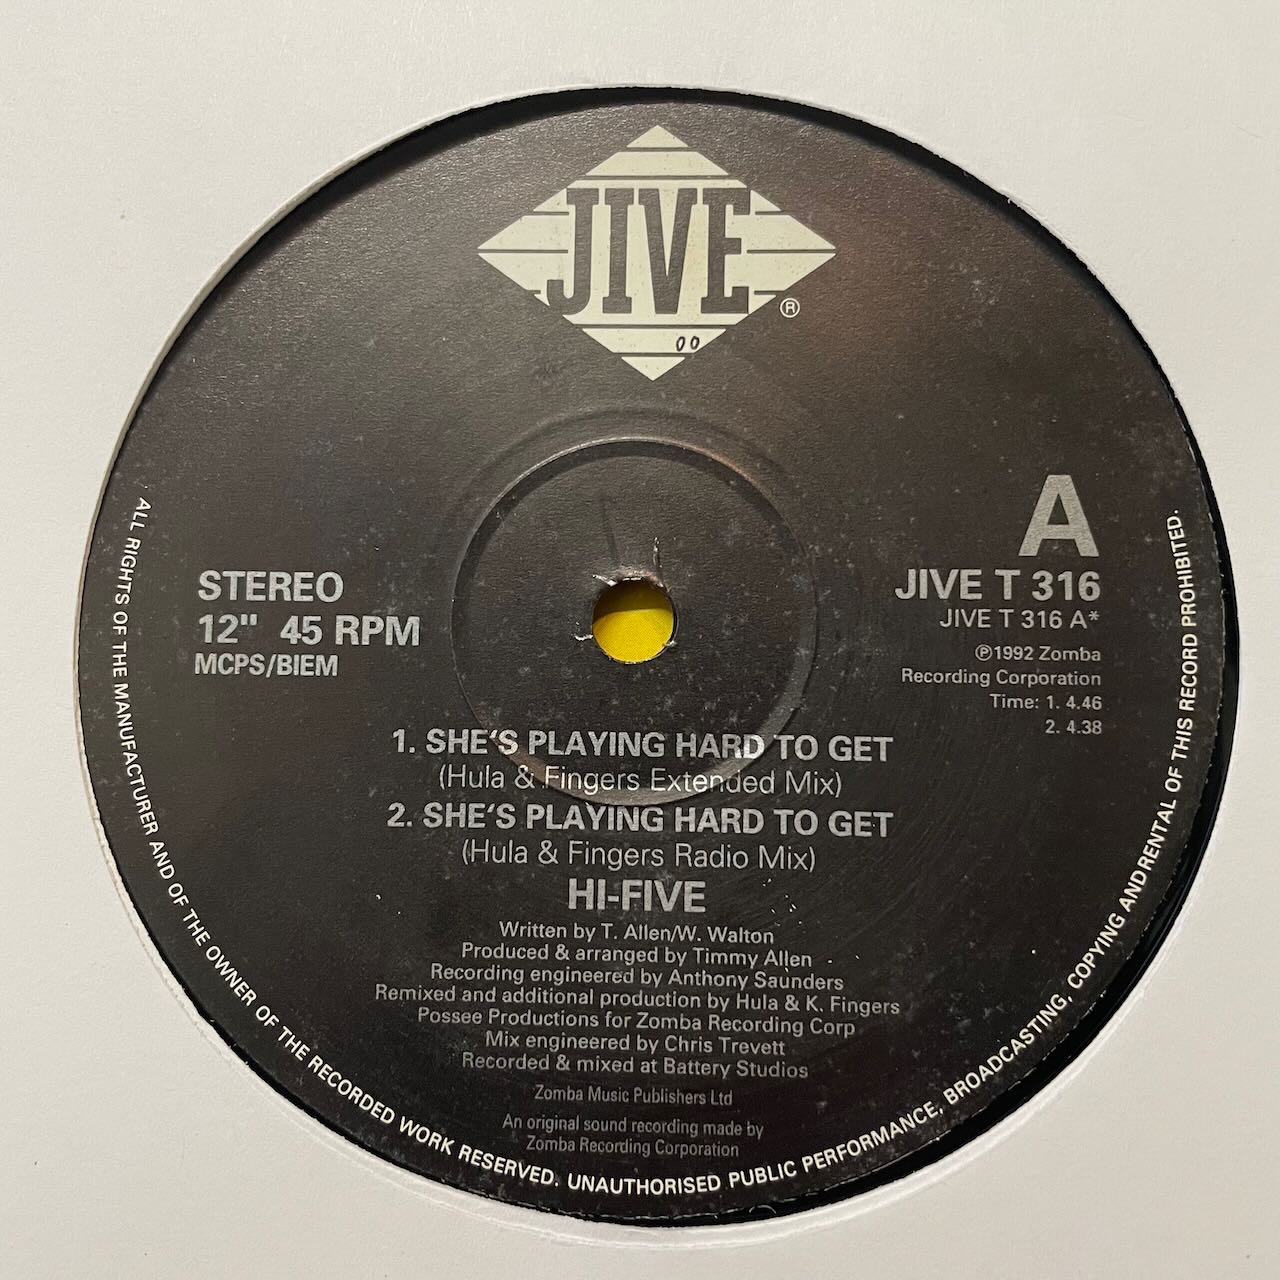 JIVE
®
00
A
STEREO
12" 45 RPM
MCPS/BIEM
JIVE T 316
JIVE T 316 A*
℗1992 Zomba
Recording Corporation
Time: 1. 4.46
2. 4.38
1. SHE'S PLAYING HARD TO GET
(Hula & Fingers Extended Mix)
2. SHE'S PLAYING HARD TO GET
(Hula & Fingers Radio Mix)
HI-FIVE
Written by T. Allen/W. Walton
Produced & arranged by Timmy Allen
Recording engineered by Anthony Saunders
Remixed and additional production by Hula & K. Fingers
Possee Productions for Zomba Recording Corp
Mix engineered by Chris Trevett
Recorded & mixed at Battery Studios
Zomba Music Publishers Ltd
An original sound recording made by
Zomba Recording Corporation
ALL RIGHTS OF THE MANUFACTURER AND OF THE OWNER OF THE RECORDED WORK RESERVED. UNAUTHORISED PUBLIC PERFORMANCE, BROADCASTING, COPYING ANDRENTAL OF THIS RECORD PROHIBITED.